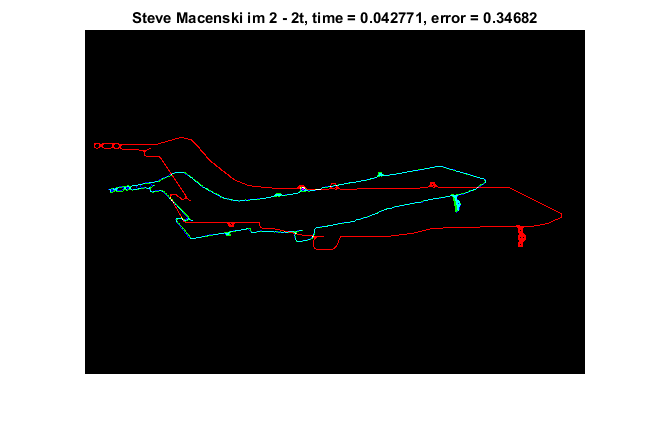 Steve Macenski im 2 - 2t, time = 0.042771, error = 0.34682